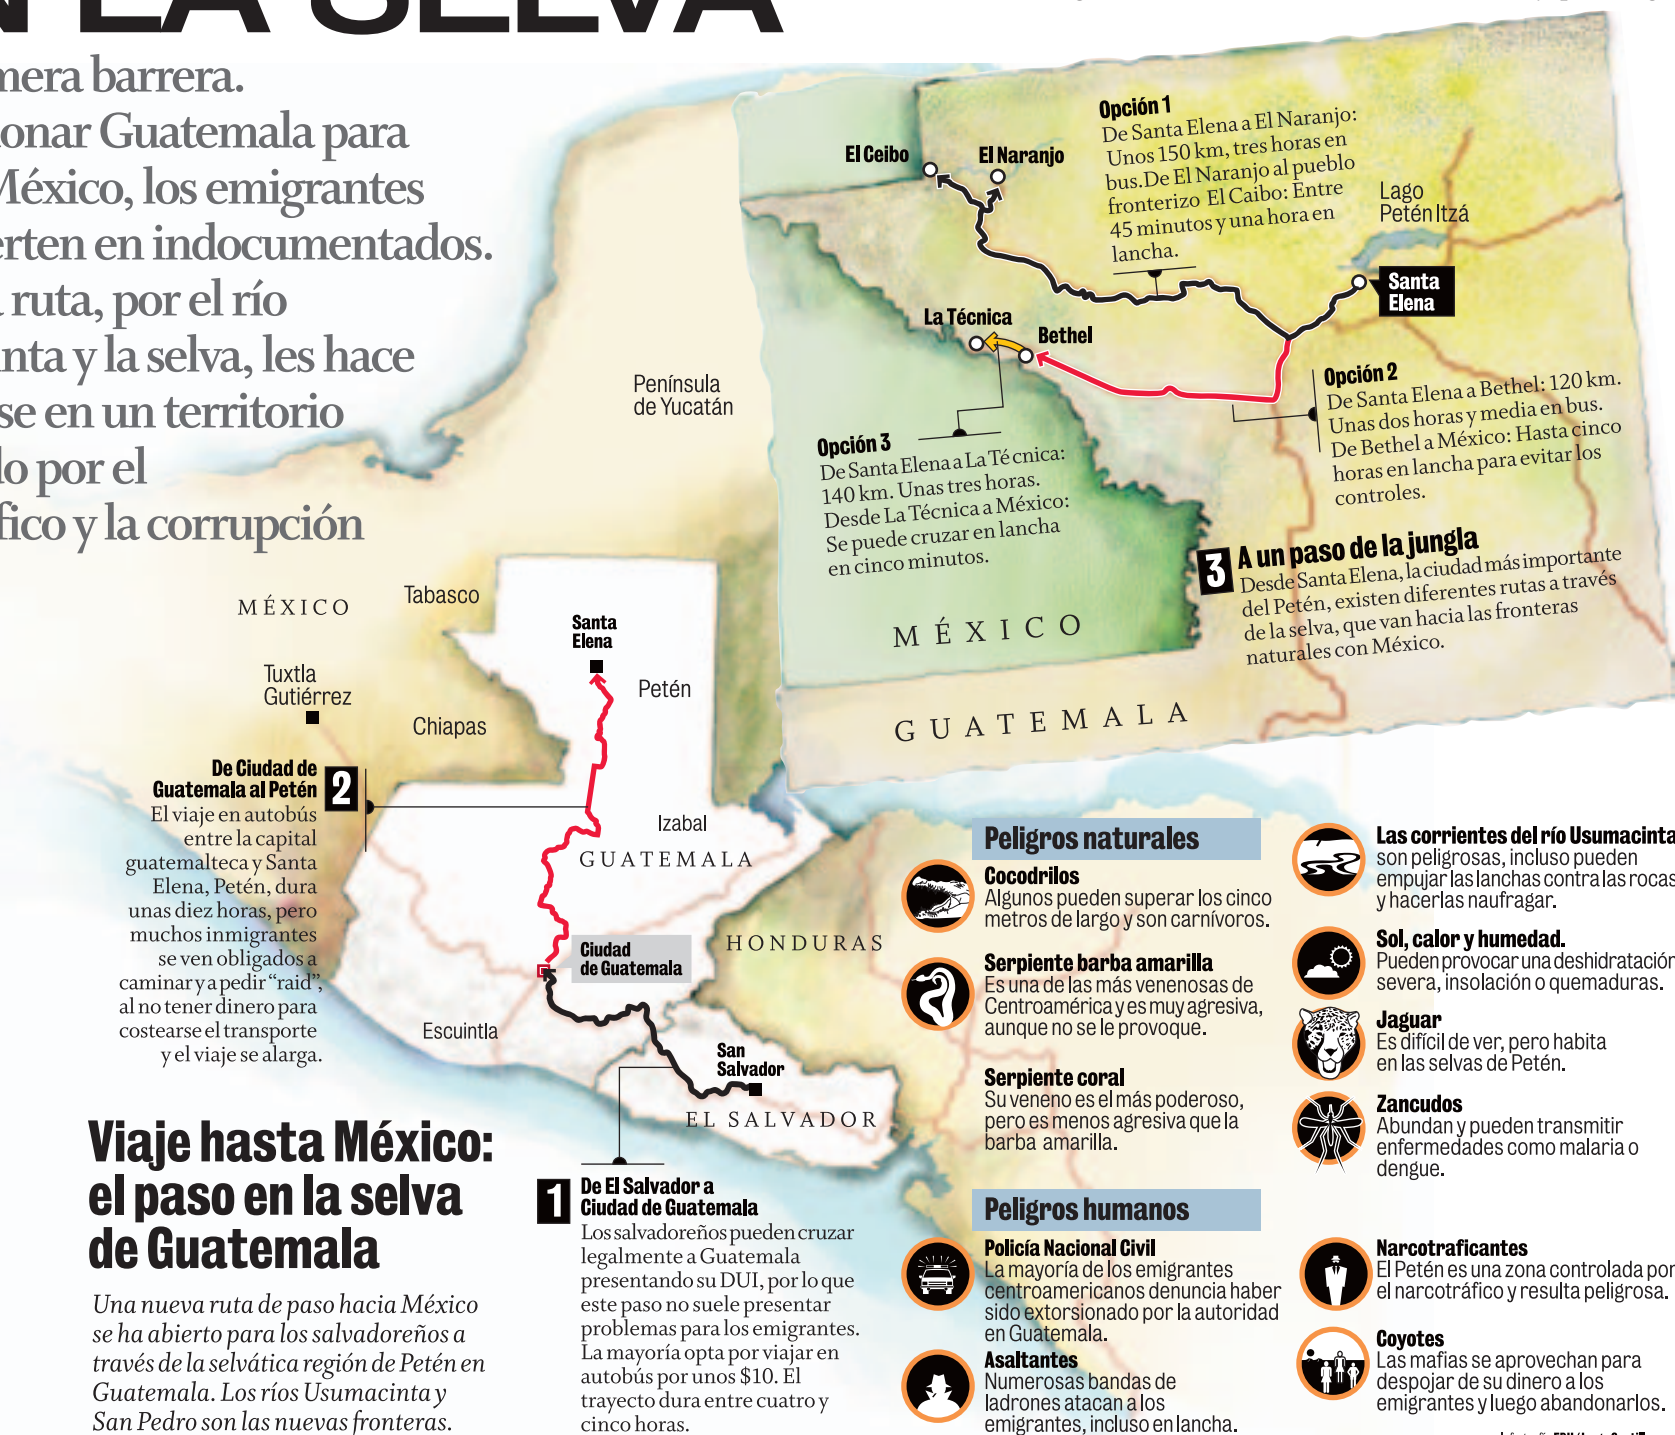 N LA SELVA
mera barrera.
onar Guatemala para
México, los emigrantes
erten en indocumentados.
ruta, por el río
nta y la selva, les hace
se en un territorio
do por el
fico y la corrupción
Península
de Yucatán
MÉXICO
Tabasco
Tuxtla
Gutiérrez
Chiapas
Santa
Elena
Petén
Izabal
GUATEMALA
HONDURAS
Ciudad
de Guatemala
Escuintla
San
Salvador
EL SALVADOR
El Ceibo
El Naranjo
Opción 1
De Santa Elena a El Naranjo:
Unos 150 km, tres horas en
bus.De El Naranjo al pueblo
fronterizo El Caibo: Entre
45 minutos y una hora en
lancha.
Lago
Petén Itzá
Santa
Elena
La Técnica
Bethel
Opción 2
De Santa Elena a Bethel: 120 km.
Unas dos horas y media en bus.
De Bethel a México: Hasta cinco
horas en lancha para evitar los
controles.
Opción 3
De Santa Elena a La Té cnica:
140 km. Unas tres horas.
Desde La Técnica a México:
Se puede cruzar en lancha
en cinco minutos.
3 A un paso de la jungla
Desde Santa Elena, la ciudad más importante
del Petén, existen diferentes rutas a través
de la selva, que van hacia las fronteras
naturales con México.
MÉXICO
GUATEMALA
De Ciudad de
Guatemala al Petén
2
El viaje en autobús
entre la capital
guatemalteca y Santa
Elena, Petén, dura
unas diez horas, pero
muchos inmigrantes
se ven obligados a
caminar y a pedir “raid”,
al no tener dinero para
costearse el transporte
y el viaje se alarga.
Viaje hasta México:
el paso en la selva
de Guatemala
Una nueva ruta de paso hacia México
se ha abierto para los salvadoreños a
través de la selvática región de Petén en
Guatemala. Los ríos Usumacinta y
San Pedro son las nuevas fronteras.
1
De El Salvador a
Ciudad de Guatemala
Los salvadoreños pueden cruzar
legalmente a Guatemala
presentando su DUI, por lo que
este paso no suele presentar
problemas para los emigrantes.
La mayoría opta por viajar en
autobús por unos $10. El
trayecto dura entre cuatro y
cinco horas.
Peligros naturales
Cocodrilos
Algunos pueden superar los cinco
metros de largo y son carnívoros.
Serpiente barba amarilla
Es una de las más venenosas de
Centroamérica y es muy agresiva,
aunque no se le provoque.
Serpiente coral
Su veneno es el más poderoso,
pero es menos agresiva que la
barba amarilla.
Las corrientes del río Usumacinta
son peligrosas, incluso pueden
empujar las lanchas contra las rocas
y hacerlas naufragar.
Sol, calor y humedad.
Pueden provocar una deshidratación
severa, insolación o quemaduras.
Jaguar
Es difícil de ver, pero habita
en las selvas de Petén.
Zancudos
Abundan y pueden transmitir
enfermedades como malaria o
dengue.
Peligros humanos
Policía Nacional Civil
La mayoría de los emigrantes
centroamericanos denuncia haber
sido extorsionado por la autoridad
en Guatemala.
Asaltantes
Numerosas bandas de
ladrones atacan a los
emigrantes, incluso en lancha.
Narcotraficantes
El Petén es una zona controlada por
el narcotráfico y resulta peligrosa.
Coyotes
Las mafias se aprovechan para
despojar de su dinero a los
emigrantes y luego abandonarlos.